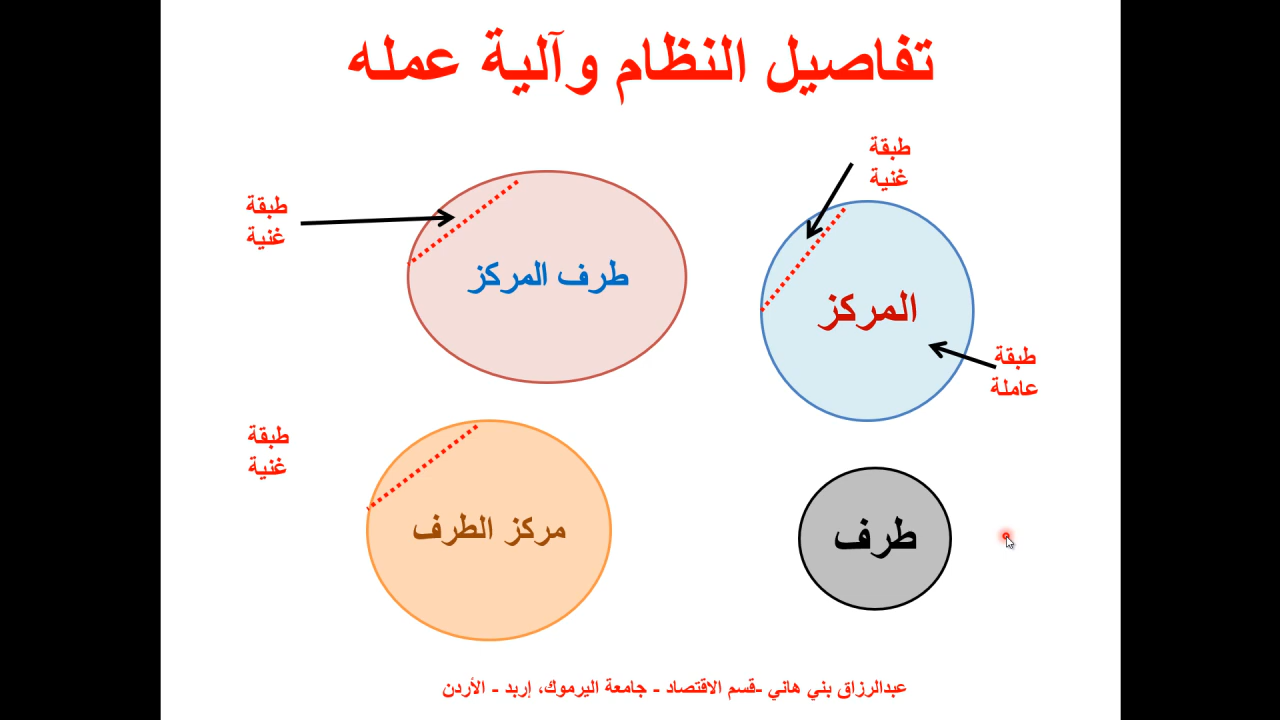 تفاصيل النظام وآلية عمله
طبقة
غنية
المركز
طبقة
عاملة
طبقة
غنية
طرف المركز
طرف
طبقة
غنية
مركز الطرف
عبدالرزاق بني هاني -قسم الاقتصاد - جامعة اليرموك، إربد - الأردن